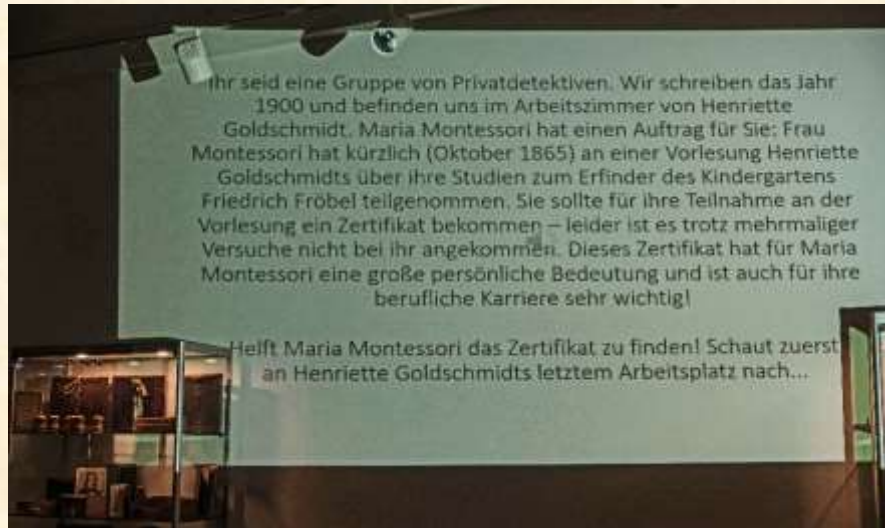 Ihr seid eine Gruppe von Privatdetektiven. Wir schreiben das Jahr
1900 und befinden uns im Arbeitszimmer von Henriette
Goldschmidt. Maria Montessori hat einen Auftrag für Sie: Frau
Montessori hat kürzlich (Oktober 1865) an einer Vorlesung Henriette
Goldschmidts über ihre Studien zum Erfinder des Kindergartens
Friedrich Fröbel teilgenommen. Sie sollte für ihre Teilnahme an der
Vorlesung ein Zertifikat bekommen – leider ist es trotz mehrmaliger
Versuche nicht bei ihr angekommen. Dieses Zertifikat hat für Maria
Montessori eine große persönliche Bedeutung und ist auch für ihre
berufliche Karriere sehr wichtig!
Helft Maria Montessori das Zertifikat zu finden! Schaut zuerst
an Henriette Goldschmidts letztem Arbeitsplatz nach...